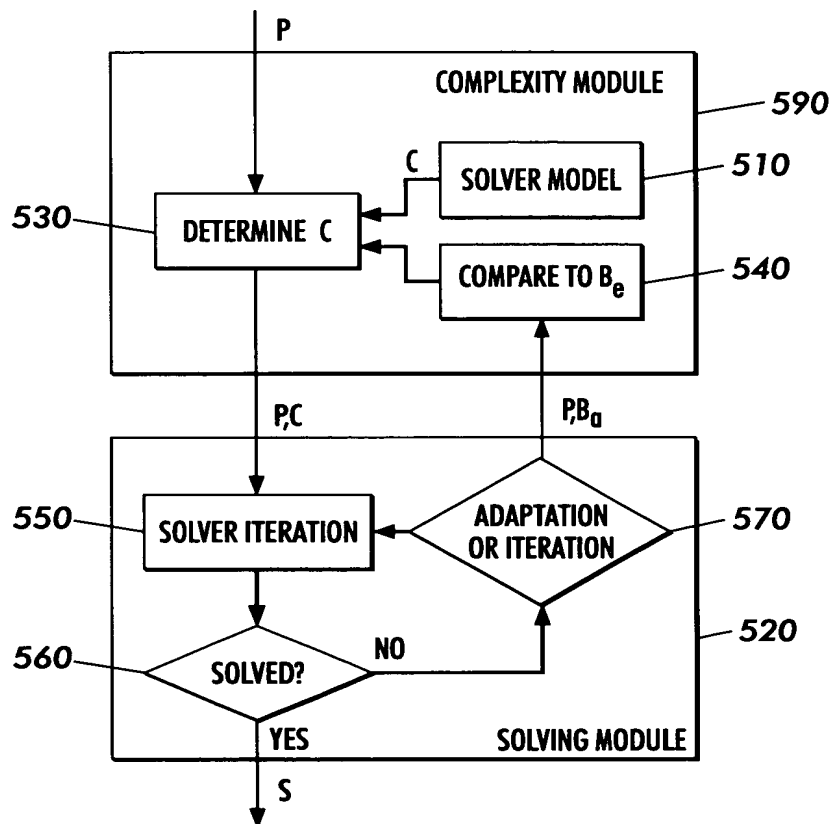 P
COMPLEXITY MODULE
590
C
SOLVER MODEL
510
530
DETERMINE C
COMPARE TO Be
540
P,C
P,Ba
550
SOLVER ITERATION
ADAPTATION
OR ITERATION
570
560
SOLVED?
NO
520
YES
SOLVING MODULE
S